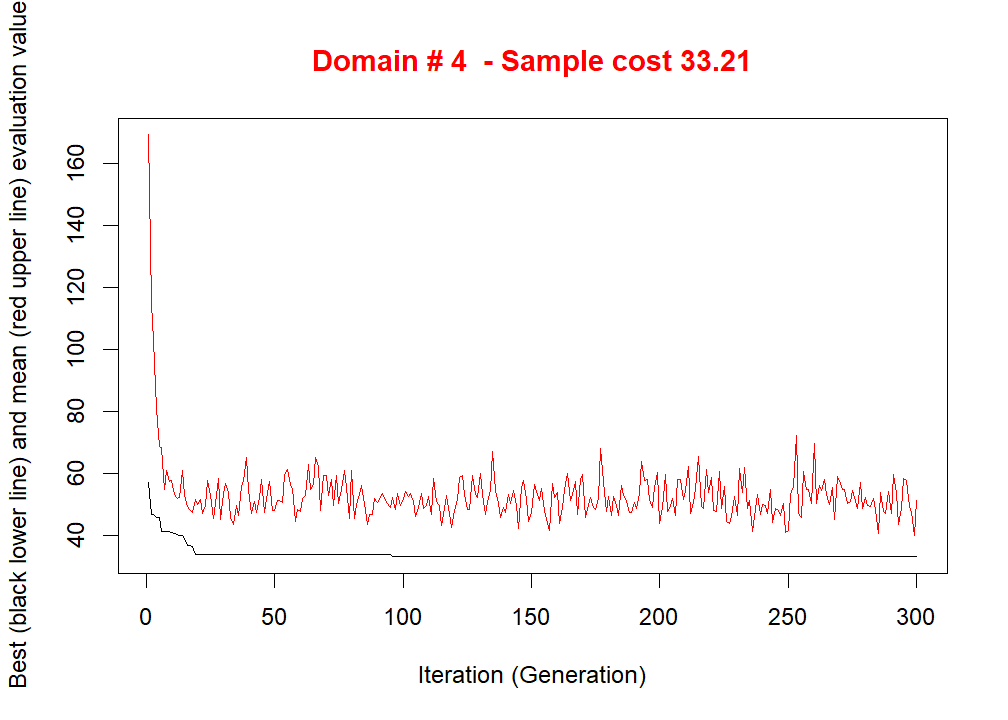 Domain # 4  - Sample cost 33.21
Best (black lower line) and mean (red upper line) evaluation value
160
140
120
100
80
60
40
0 50 100 150 200 250 300
Iteration (Generation)